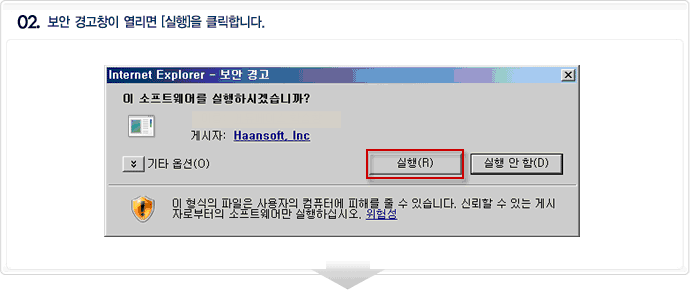 02. 보안 경고창이 열리면 [실행]을 클릭합니다.
Internet Explorer - 보안 경고
이 소프트웨어를 실행하시겠습니까?
게시자: Haansoft, Inc
기타 옵션(O)
실행(R)
실행 안 함(D)
이 형식의 파일은 사용자의 컴퓨터에 피해를 줄 수 있습니다. 신뢰할 수 있는 게시
자로부터의 소프트웨어만 실행하십시오. 위험성